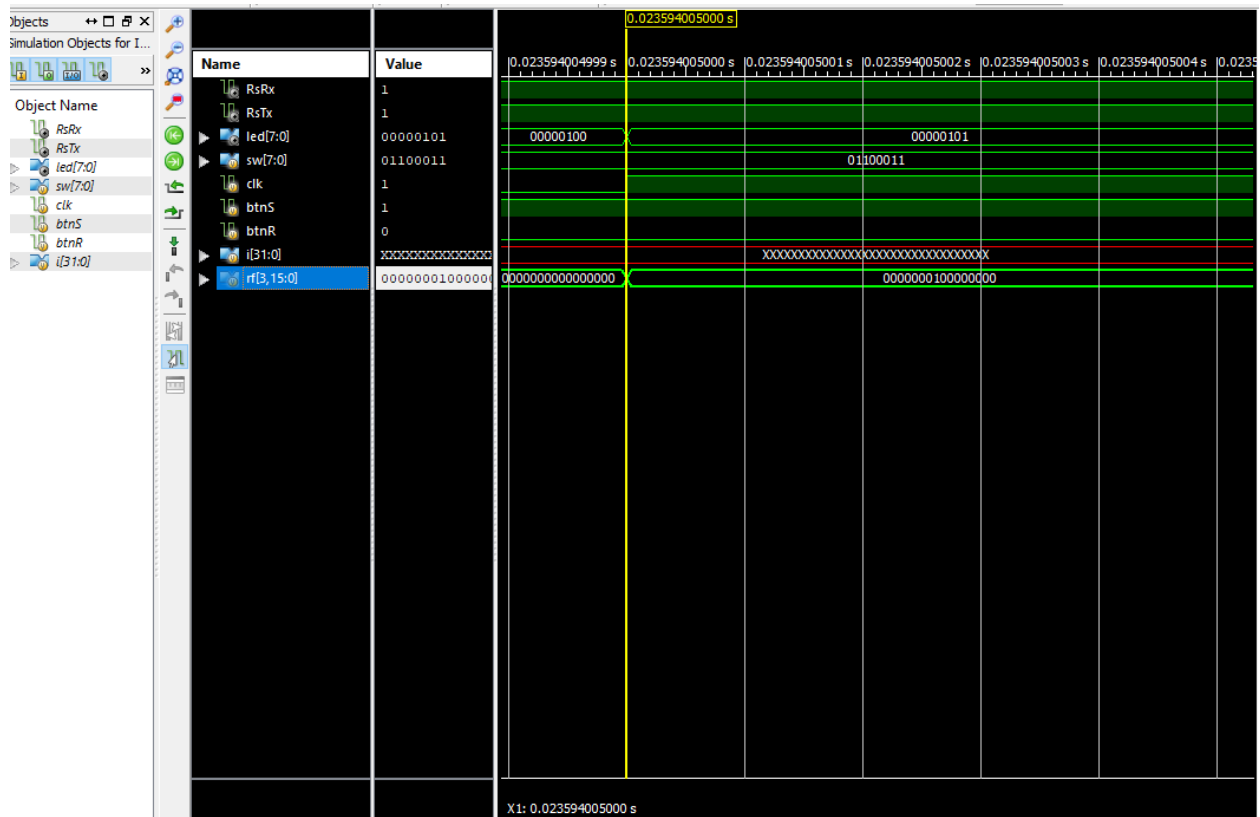 Objects
Simulation Objects for I...
»
Object Name
RsRx
RsTx
led[7:0]
sw[7:0]
clk
btnS
btnR
i[31:0]
0.023594005000 s
Name Value 0.023594004999 s 0.023594005000 s 0.023594005001 s 0.023594005002 s 0.023594005003 s 0.023594005004 s 0.0235
RsRx 1
RsTx 1
led[7:0] 00000101 00000100 00000101
sw[7:0] 01100011 01100011
clk 1
btnS 1
btnR 0
i[31:0] XXXXXXXXXXXXXX XXXXXXXXXXXXXXXXXXXXXXXXXXXXXXXX
rf[3,15:0] 00000001000000 0000000000000000 0000000100000000
X1: 0.023594005000 s